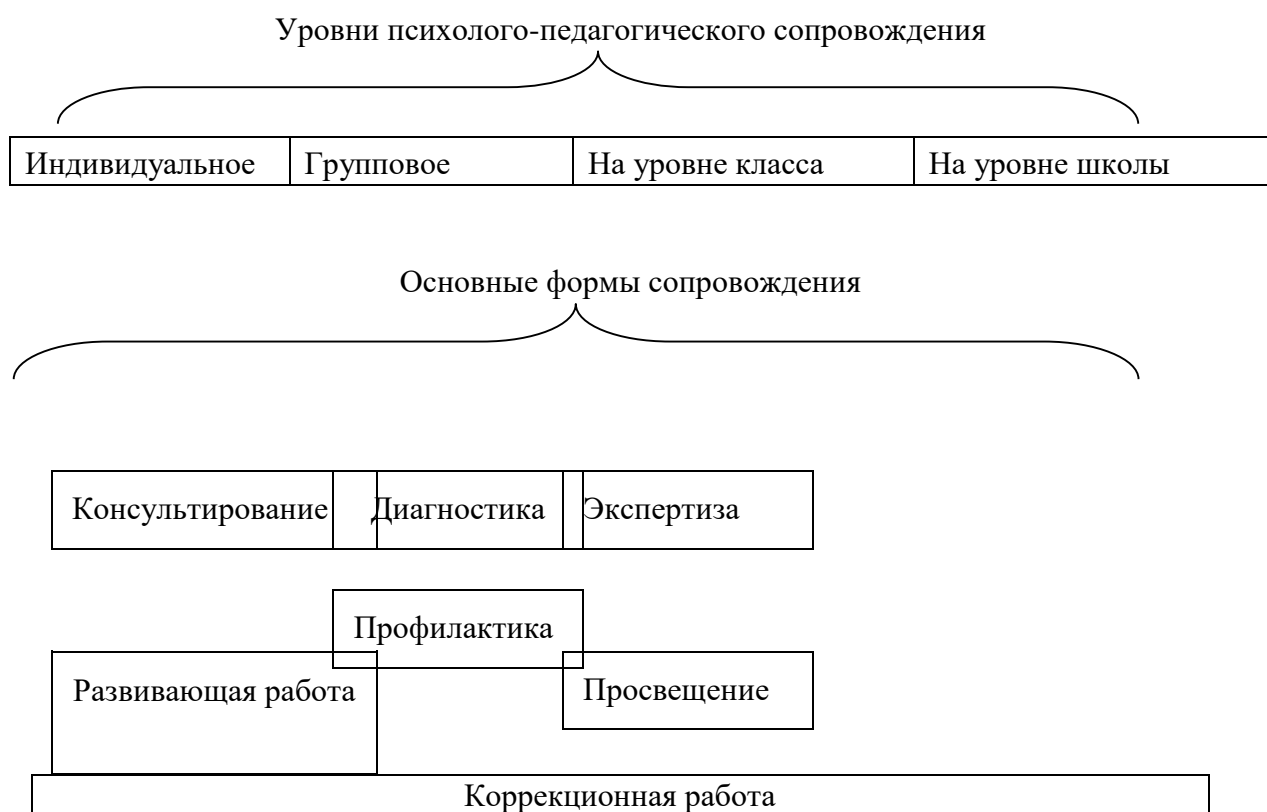 Уровни психолого-педагогического сопровождения
Индивидуальное Групповое На уровне класса На уровне школы
Основные формы сопровождения
Консультирование Диагностика Экспертиза
Профилактика
Развивающая работа Просвещение
Коррекционная работа